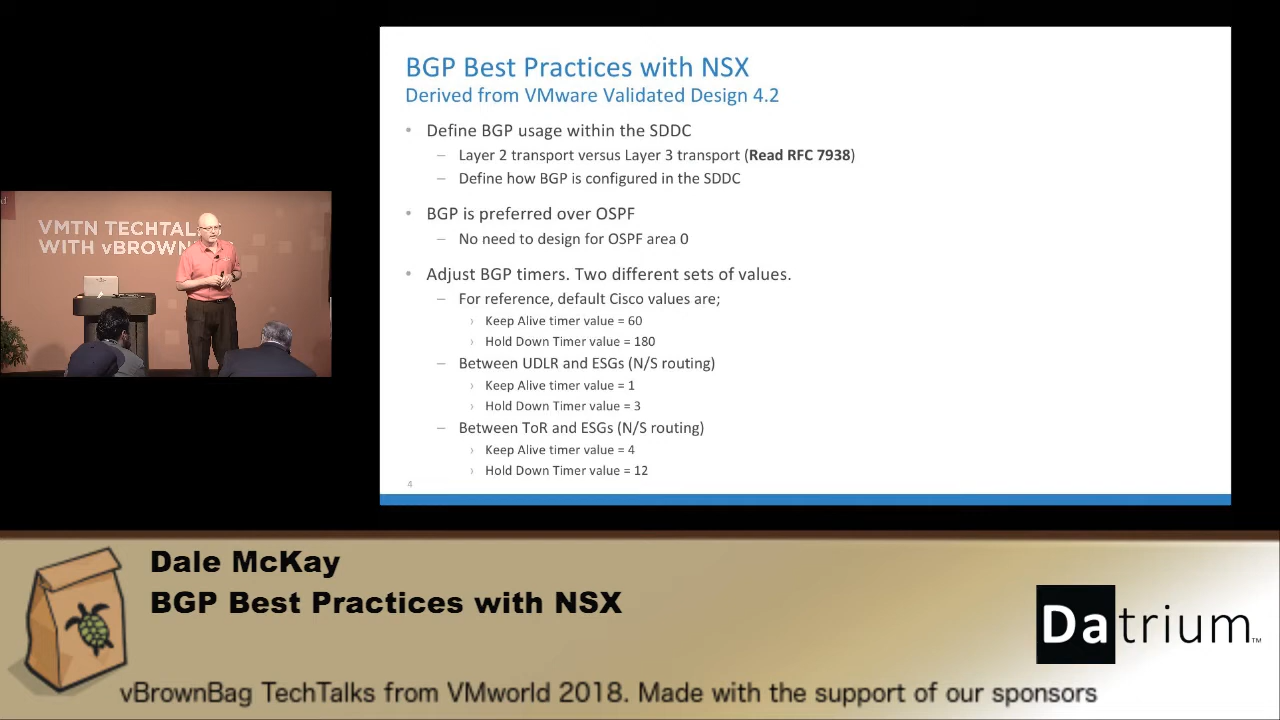 BGP Best Practices with NSX
Derived from VMware Validated Design 4.2
• Define BGP usage within the SDDC
– Layer 2 transport versus Layer 3 transport (Read RFC 7938)
– Define how BGP is configured in the SDDC
• BGP is preferred over OSPF
– No need to design for OSPF area 0
• Adjust BGP timers. Two different sets of values.
– For reference, default Cisco values are;
› Keep Alive timer value = 60
› Hold Down Timer value = 180
– Between UDLR and ESGs (N/S routing)
› Keep Alive timer value = 1
› Hold Down Timer value = 3
– Between ToR and ESGs (N/S routing)
› Keep Alive timer value = 4
› Hold Down Timer value = 12
4
VMTN TECHTAL
WITH vBROWN
Dale McKay
BGP Best Practices with NSX
Datrium™
vBrownBag TechTalks from VMworld 2018. Made with the support of our sponsors